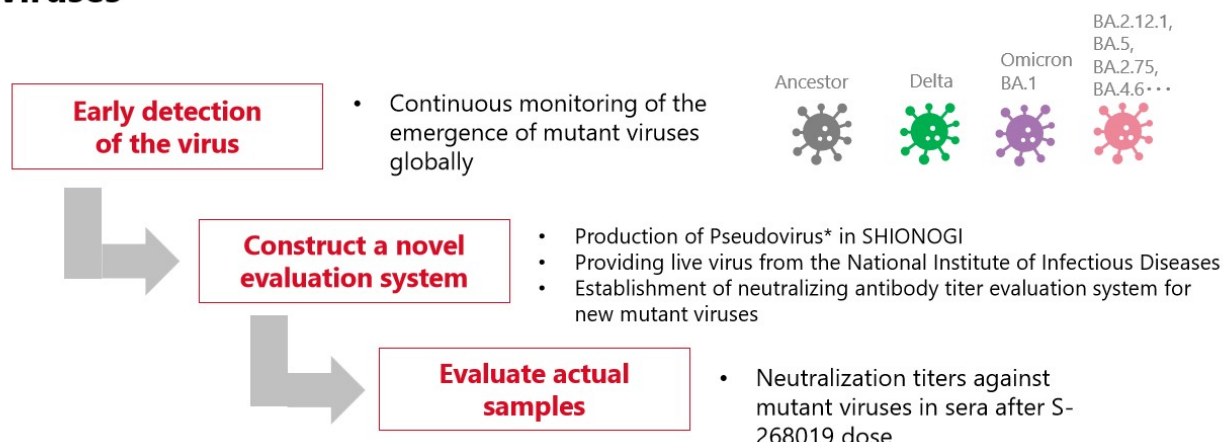 Viruses
Early detection
of the virus
• Continuous monitoring of the
emergence of mutant viruses
globally
Ancestor
Delta
Omicron
BA.1
BA.2.12.1,
BA.5,
BA.2.75,
BA.4.6・・・
Construct a novel
evaluation system
• Production of Pseudovirus* in SHIONOGI
• Providing live virus from the National Institute of Infectious Diseases
• Establishment of neutralizing antibody titer evaluation system for
new mutant viruses
Evaluate actual
samples
• Neutralization titers against
mutant viruses in sera after S-
268019 dose